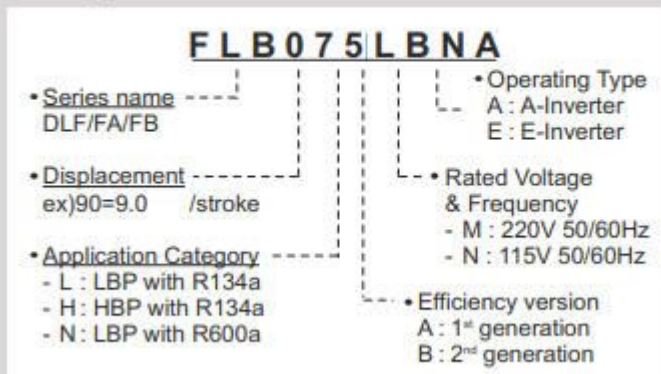 FLB075LBNA
• Series name
DLF/FA/FB
• Displacement
ex)90=9.0 /stroke
• Application Category
- L : LBP with R134a
- H : HBP with R134a
- N : LBP with R600a
• Operating Type
A : A-Inverter
E : E-Inverter
• Rated Voltage
& Frequency
- M : 220V 50/60Hz
- N : 115V 50/60Hz
• Efficiency version
A : 1st generation
B : 2nd generation